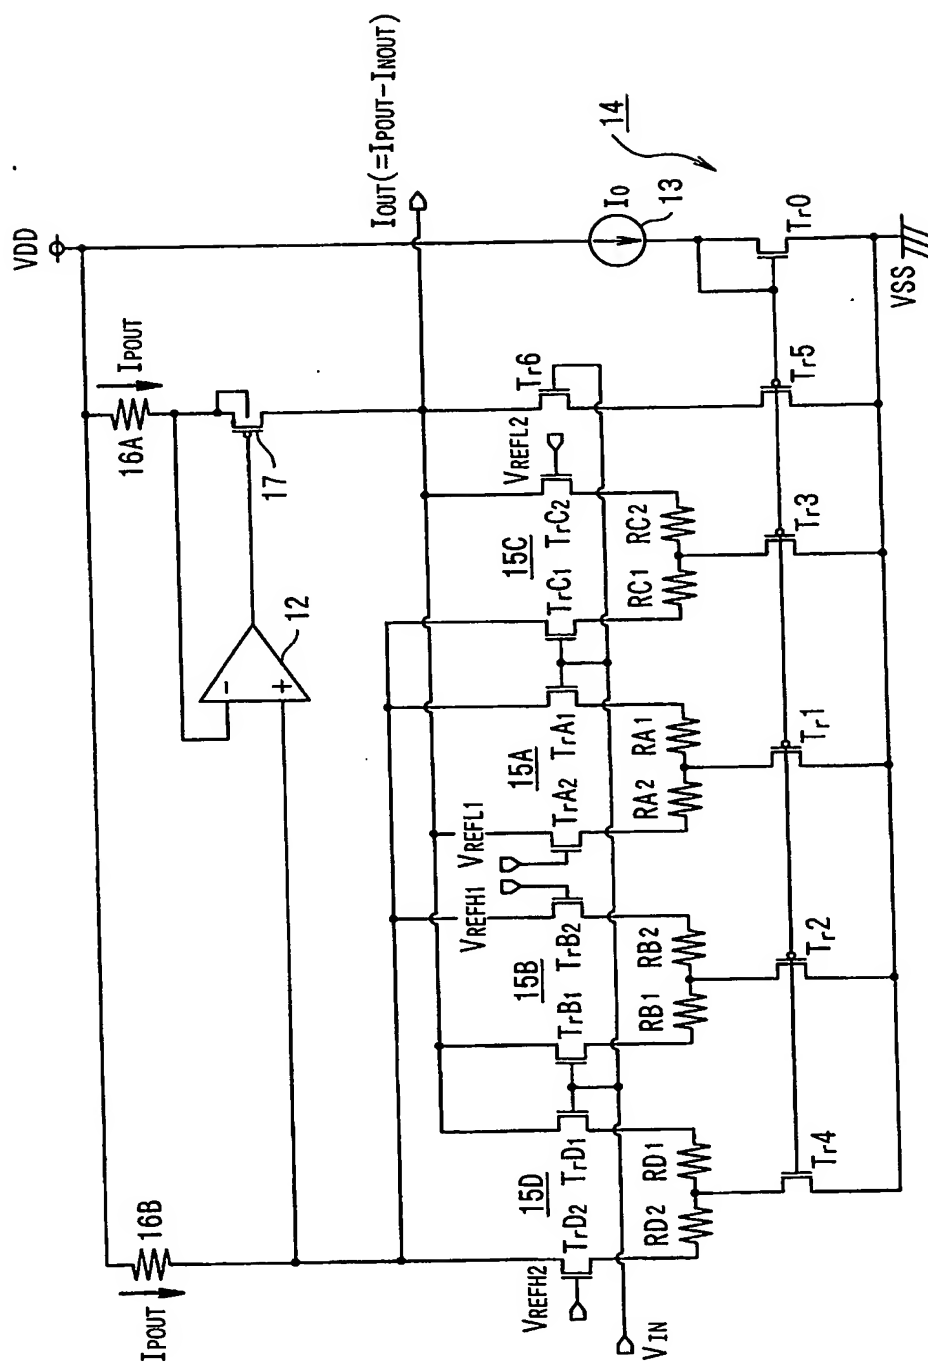 VDD
IPOUT
16B
16A
IPOUT
12
-
+
17
IOUT(=IPOUT-INOUT)
14
I0
13
Tr0
VSS
VREFH2
15D
TrD2
TrD1
RD2
RD1
Tr4
VIN
15B
TrB1
TrB2
VREFH1
RB1
RB2
Tr2
VREFL1
15A
TrA2
TrA1
RA2
RA1
Tr1
15C
TrC1
TrC2
VREFL2
RC1
RC2
Tr3
Tr6
Tr5